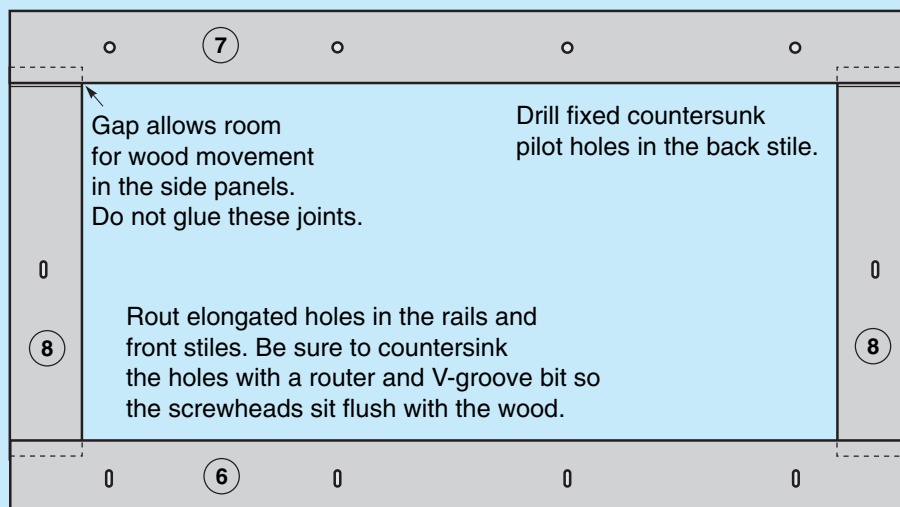 7
Gap allows room
for wood movement
in the side panels.
Do not glue these joints.
Drill fixed countersunk
pilot holes in the back stile.
8
Rout elongated holes in the rails and
front stiles. Be sure to countersink
the holes with a router and V-groove bit so
the screwheads sit flush with the wood.
8
6